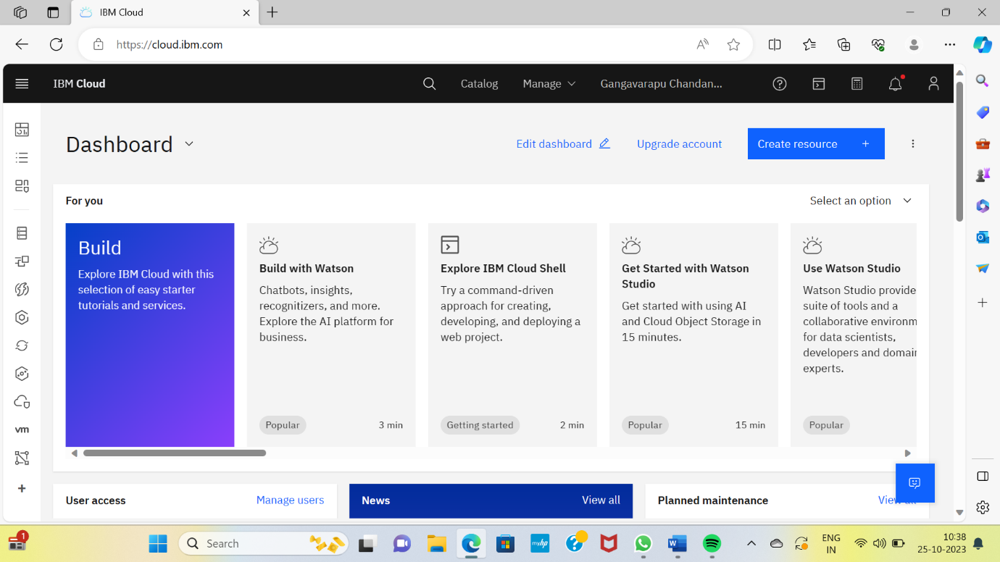 IBM Cloud
https://cloud.ibm.com
IBM Cloud
Catalog
Manage
Gangavarapu Chandan...
Dashboard
Edit dashboard
Upgrade account
Create resource +
For you
Select an option
Build
Explore IBM Cloud with this
selection of easy starter
tutorials and services.
Build with Watson
Chatbots, insights,
recognitizers, and more.
Explore the AI platform for
business.
Popular
3 min
Explore IBM Cloud Shell
Try a command-driven
approach for creating,
developing, and deploying a
web project.
Getting started
2 min
Get Started with Watson
Studio
Get started with using AI
and Cloud Object Storage in
15 minutes.
Popular
15 min
Use Watson Studio
Watson Studio provide
suite of tools and a
collaborative environm
for data scientists,
developers and domain
experts.
Popular
vm
User access
Manage users
News
View all
Planned maintenance
View all
1
Search
myhp
W
ENG
IN
10:38
25-10-2023